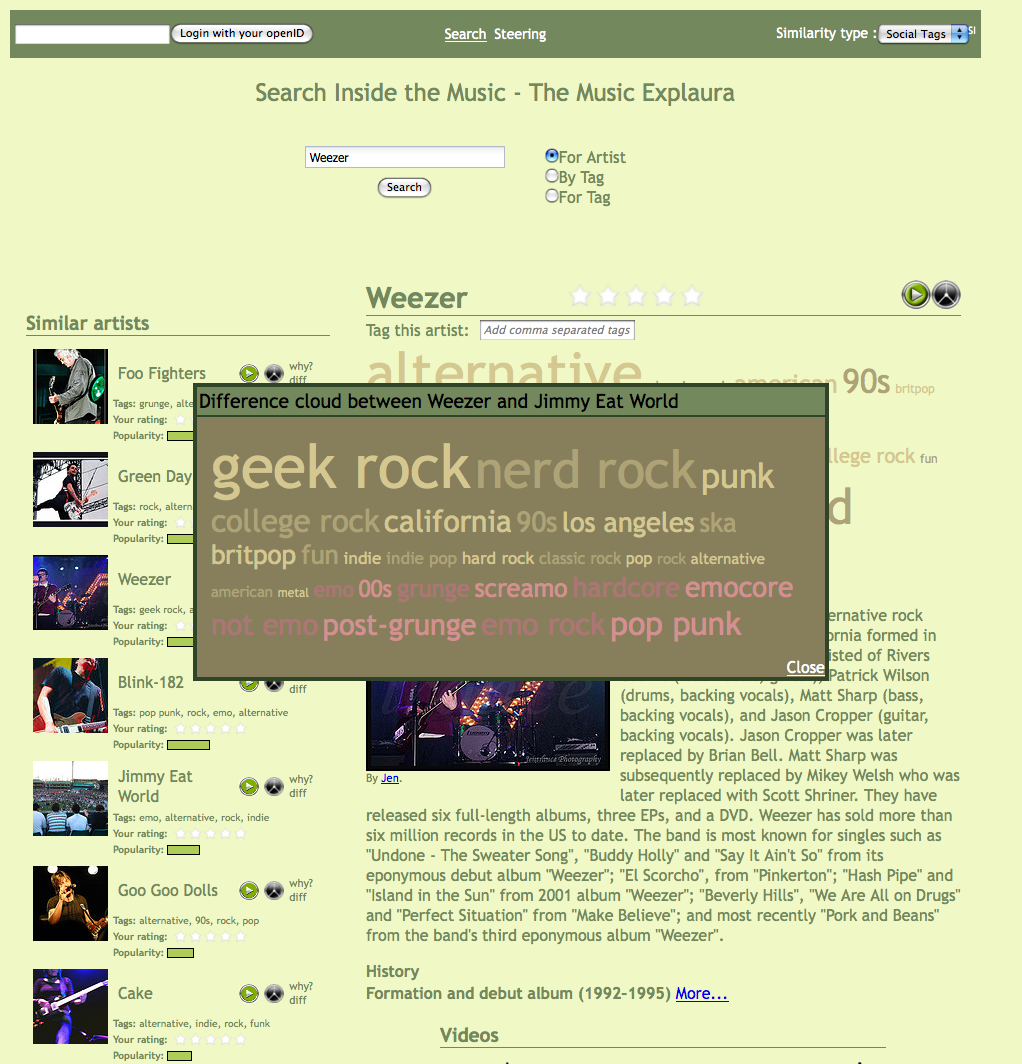 Login with your openID
Search Steering
Similarity type : Social Tags
Search Inside the Music - The Music Explaura
Weezer
For Artist
By Tag
Search
For Tag
Similar artists
Foo Fighters
why?
diff
Tags: grunge, alte
Your rating:
Popularity:
Green Day
Tags: rock, altern
Your rating:
Popularity:
Weezer
Tags: geek rock, a
Your rating:
Popularity:
Blink-182
diff
Tags: pop punk, rock, emo, alternative
Your rating:
Popularity:
Jimmy Eat
World
why?
diff
Tags: emo, alternative, rock, indie
Your rating:
Popularity:
Goo Goo Dolls
why?
diff
Tags: alternative, 90s, rock, pop
Your rating:
Popularity:
Cake
why?
diff
Tags: alternative, indie, rock, funk
Your rating:
Popularity:
Weezer
Tag this artist: Add comma separated tags
alternative american 90s britpop
llege rock fun
d
Difference cloud between Weezer and Jimmy Eat World
geek rock nerd rock punk
college rock california 90s los angeles ska
britpop fun indie indie pop hard rock classic rock pop rock alternative
american metal emo 00s grunge screamo hardcore emocore
not emo post-grunge emo rock pop punk
Close
ernative rock
ornia formed in
isted of Rivers
Patrick Wilson
(drums, backing vocals), Matt Sharp (bass,
backing vocals), and Jason Cropper (guitar,
backing vocals). Jason Cropper was later
replaced by Brian Bell. Matt Sharp was
subsequently replaced by Mikey Welsh who was
later replaced with Scott Shriner. They have
Jentrluce Photography
By Jen.
released six full-length albums, three EPs, and a DVD. Weezer has sold more than
six million records in the US to date. The band is most known for singles such as
"Undone - The Sweater Song", "Buddy Holly" and "Say It Ain't So" from its
eponymous debut album "Weezer"; "El Scorcho", from "Pinkerton"; "Hash Pipe" and
"Island in the Sun" from 2001 album "Weezer"; "Beverly Hills", "We Are All on Drugs"
and "Perfect Situation" from "Make Believe"; and most recently "Pork and Beans"
from the band's third eponymous album "Weezer".
History
Formation and debut album (1992-1995) More...
Videos